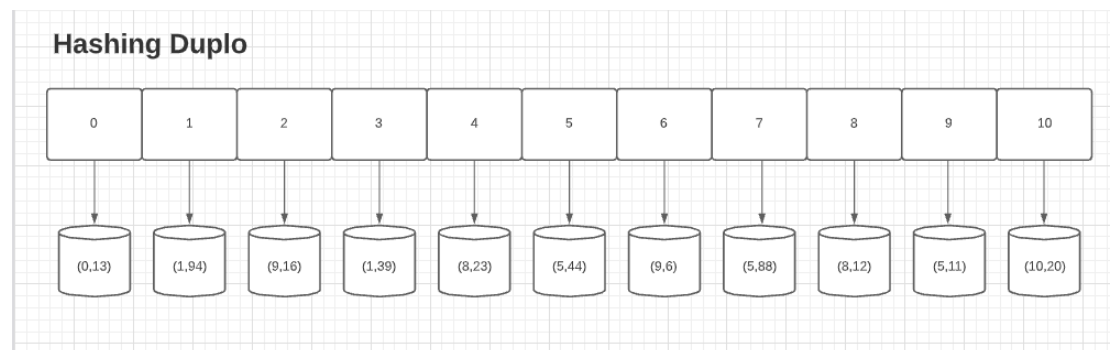 Hashing Duplo
0 1 2 3 4 5 6 7 8 9 10
(0,13) (1,94) (9,16) (1,39) (8,23) (5,44) (9,6) (5,88) (8,12) (5,11) (10,20)